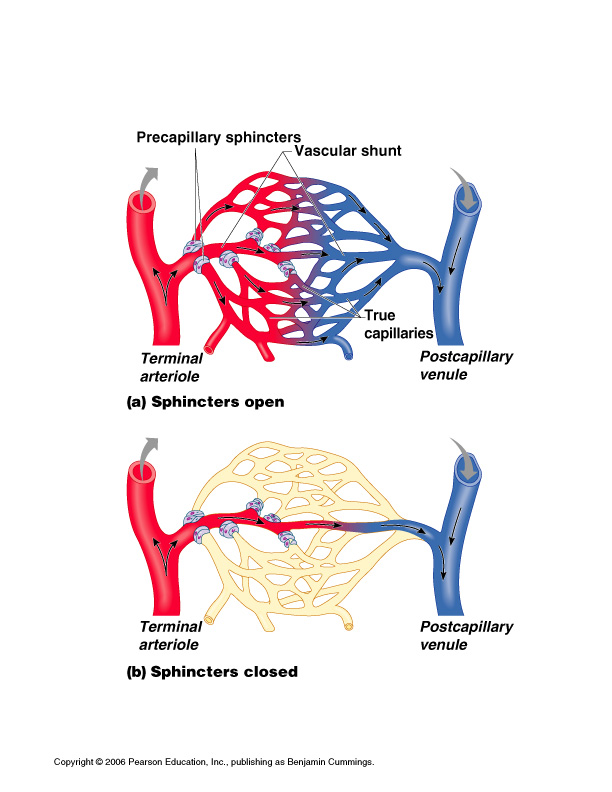 Precapillary sphincters
Vascular shunt
True
capillaries
Terminal
arteriole
Postcapillary
venule
(a) Sphincters open
Terminal
arteriole
Postcapillary
venule
(b) Sphincters closed
Copyright © 2006 Pearson Education, Inc., publishing as Benjamin Cummings.